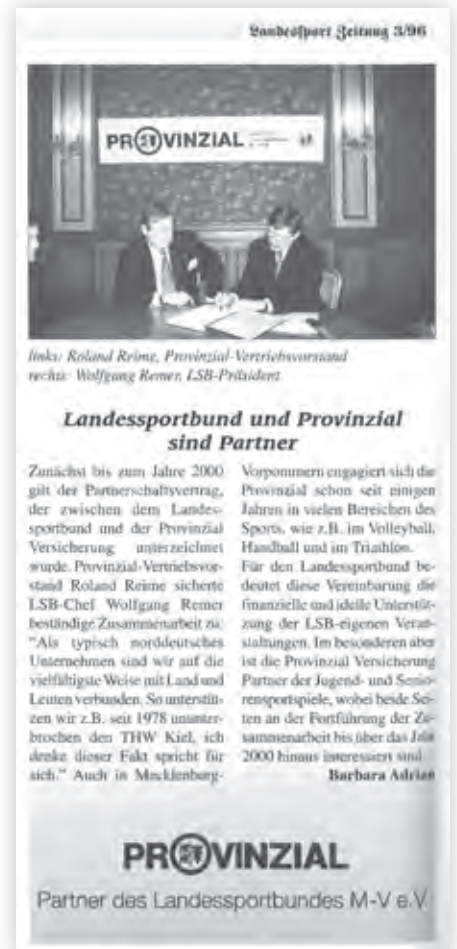 Landessport Zeitung 3/96
PROVINZIAL
links: Roland Reime, Provinzial-Vertriebsvorstand
rechts: Wolfgang Remer, LSB-Präsident
Landessportbund und Provinzial
sind Partner
Zunächst bis zum Jahre 2000
gilt der Partnerschaftsvertrag,
der zwischen dem Landes-
sportbund und der Provinzial
Versicherung unterzeichnet
wurde. Provinzial-Vertriebsvor-
stand Roland Reime sicherte
LSB-Chef Wolfgang Remer
beständige Zusammenarbeit zu:
"Als typisch norddeutsches
Unternehmen sind wir auf die
vielfältigste Weise mit Land und
Leuten verbunden. So unterstüt-
zen wir z.B. seit 1978 ununter-
brochen den THW Kiel, ich
denke dieser Fakt spricht für
sich." Auch in Mecklenburg-
Vorpommern engagiert sich die
Provinzial schon seit einigen
Jahren in vielen Bereichen des
Sports, wie z.B. im Volleyball,
Handball und im Triathlon.
Für den Landessportbund be-
deutet diese Vereinbarung die
finanzielle und ideelle Unterstüt-
zung der LSB-eigenen Veran-
staltungen. Im besonderen aber
ist die Provinzial Versicherung
Partner der Jugend- und Senio-
rensportspiele, wobei beide Sei-
ten an der Fortführung der Zu-
sammenarbeit bis über das Jahr
2000 hinaus interessiert sind.
Barbara Adrian
PROVINZIAL
Partner des Landessportbundes M-V e.V.